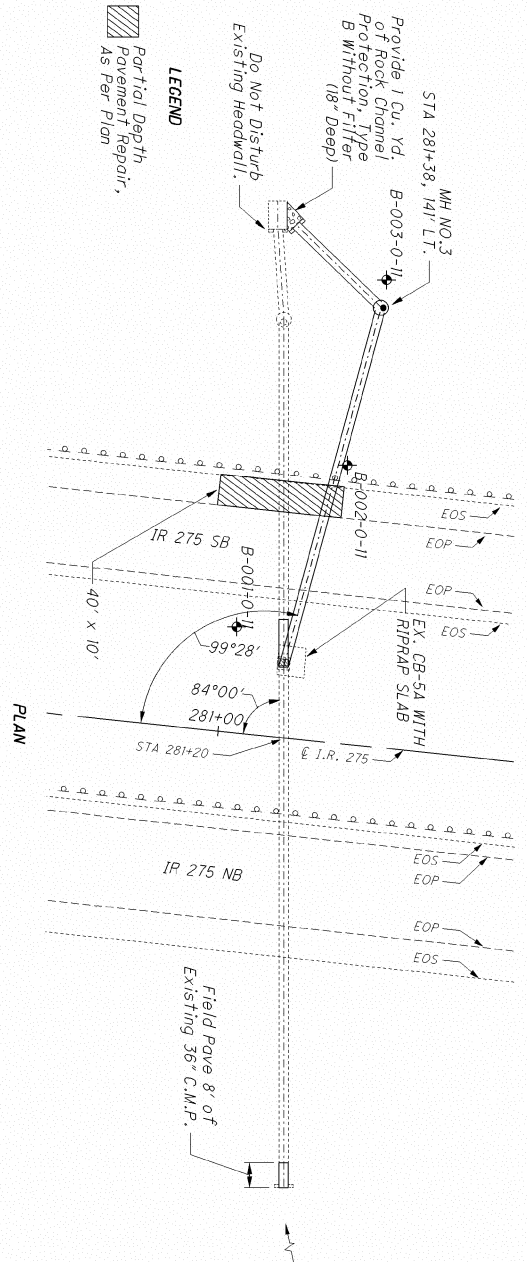 MH NO.3
STA 281+38, 141' LT.
B-003-0-11
Provide 1 Cu. Yd.
of Rock Channel
Protection, Type
B Without Filter
(18" Deep)
Do Not Disturb
Existing Headwall.
LEGEND
Partial Depth
Pavement Repair,
As Per Plan
B-002-0-11
EOS
EOP
IR 275 SB
EOP
EOS
40' x 10'
B-001-0-11
EX. CB-5A WITH
RIPRAP SLAB
99°28'
84°00'
281+00
STA 281+20
℄ I.R. 275
PLAN
EOS
EOP
IR 275 NB
EOP
EOS
Field Pave 8' of
Existing 36" C.M.P.